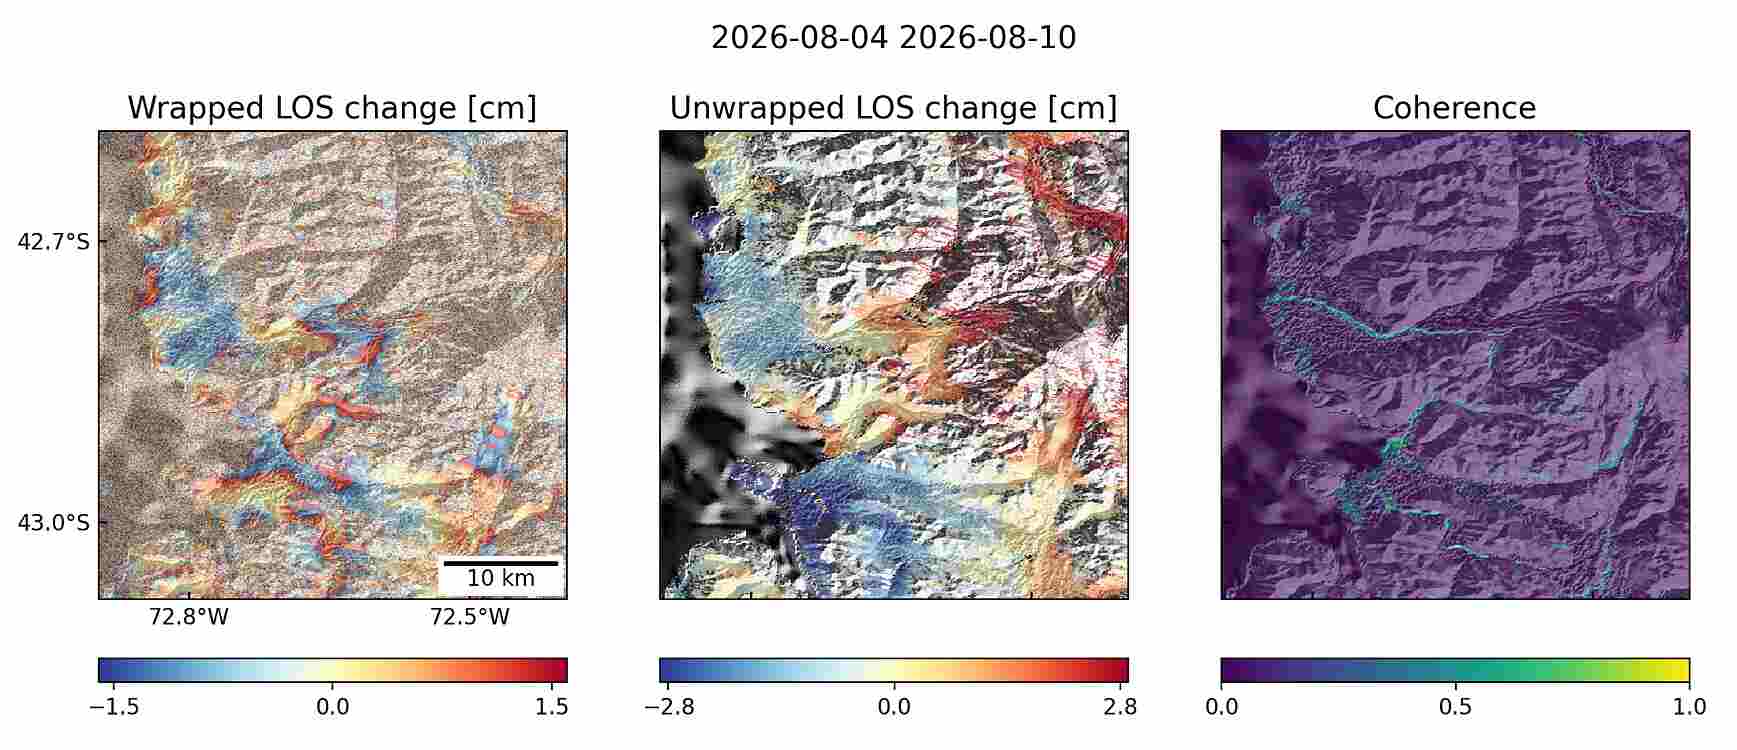 2026-08-04 2026-08-10
Wrapped LOS change [cm]
Unwrapped LOS change [cm]
Coherence
42.7°S
43.0°S
10 km
72.8°W
72.5°W
−1.5
0.0
1.5
−2.8
0.0
2.8
0.0
0.5
1.0